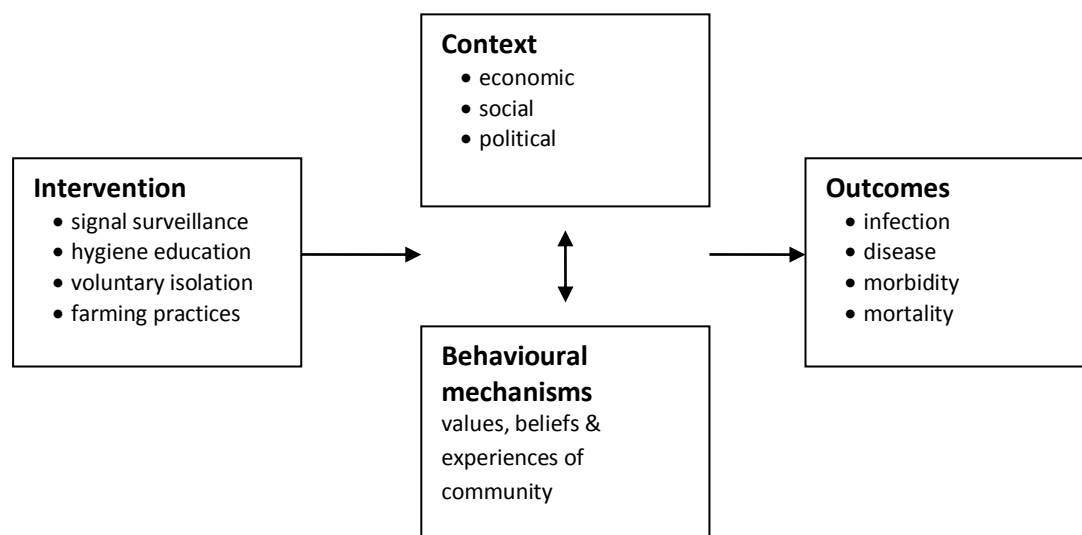 Context
• economic
• social
• political
Intervention
• signal surveillance
• hygiene education
• voluntary isolation
• farming practices
Outcomes
• infection
• disease
• morbidity
• mortality
Behavioural
mechanisms
values, beliefs &
experiences of
community